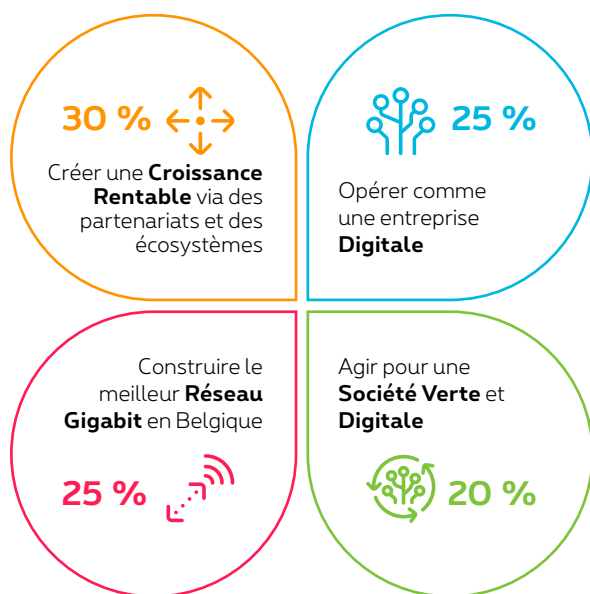 30 %
Créer une Croissance
Rentable via des
partenariats et des
écosystèmes
25 %
Opérer comme
une entreprise
Digitale
Construire le
meilleur Réseau
Gigabit en Belgique
25 %
Agir pour une
Société Verte et
Digitale
20 %